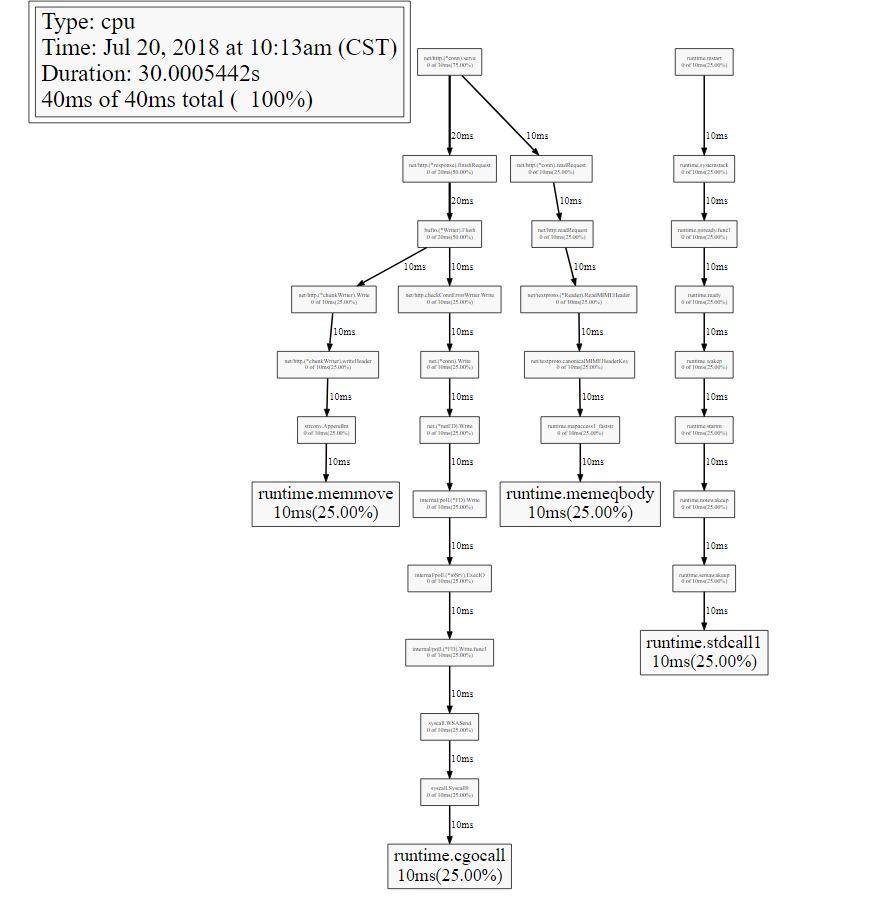 Type: cpu
Time: Jul 20, 2018 at 10:13am (CST)
Duration: 30.0005442s
40ms of 40ms total (  100%)
net/http.(*conn).serve
0 of 30ms(75.00%)
runtime.mstart
0 of 10ms(25.00%)
20ms
10ms
10ms
net/http.(*response).finishRequest
0 of 20ms(50.00%)
net/http.(*conn).readRequest
0 of 10ms(25.00%)
runtime.systemstack
0 of 10ms(25.00%)
20ms
10ms
10ms
bufio.(*Writer).Flush
0 of 20ms(50.00%)
net/http.readRequest
0 of 10ms(25.00%)
runtime.goready.func1
0 of 10ms(25.00%)
10ms
10ms
10ms
10ms
net/http.(*chunkWriter).Write
0 of 10ms(25.00%)
net/http.checkConnErrorWriter.Write
0 of 10ms(25.00%)
net/textproto.(*Reader).ReadMIMEHeader
0 of 10ms(25.00%)
runtime.ready
0 of 10ms(25.00%)
10ms
10ms
10ms
10ms
net/http.(*chunkWriter).writeHeader
0 of 10ms(25.00%)
net.(*conn).Write
0 of 10ms(25.00%)
net/textproto.canonicalMIMEHeaderKey
0 of 10ms(25.00%)
runtime.wakep
0 of 10ms(25.00%)
10ms
10ms
10ms
10ms
strconv.AppendInt
0 of 10ms(25.00%)
net.(*netFD).Write
0 of 10ms(25.00%)
runtime.mapaccess1_faststr
0 of 10ms(25.00%)
runtime.startm
0 of 10ms(25.00%)
10ms
10ms
10ms
10ms
runtime.memmove
10ms(25.00%)
internal/poll.(*FD).Write
0 of 10ms(25.00%)
runtime.memeqbody
10ms(25.00%)
runtime.notewakeup
0 of 10ms(25.00%)
10ms
10ms
internal/poll.(*ioSrv).ExecIO
0 of 10ms(25.00%)
runtime.semawakeup
0 of 10ms(25.00%)
10ms
10ms
internal/poll.(*FD).Write.func1
0 of 10ms(25.00%)
runtime.stdcall1
10ms(25.00%)
10ms
syscall.WSASend
0 of 10ms(25.00%)
10ms
syscall.Syscall9
0 of 10ms(25.00%)
10ms
runtime.cgocall
10ms(25.00%)